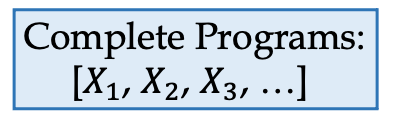 Complete Programs:
[X₁, X₂, X₃, …]